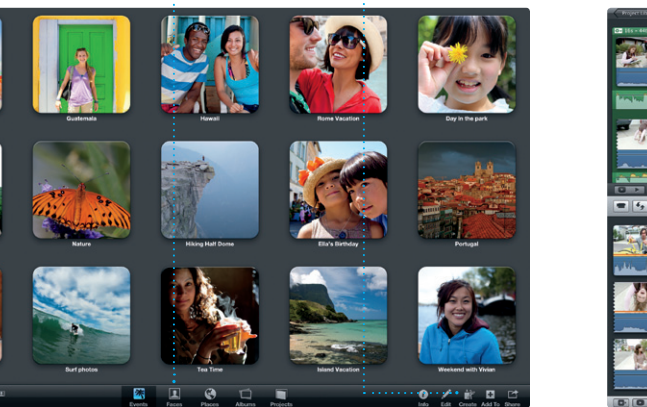 Guatemala
Hawaii
Rome Vacation
Day in the park
Nature
Hiking Half Dome
Ella's Birthday
Portugal
Surf photos
Tea Time
Island Vacation
Weekend with Vivian
Events Faces Places Albums Projects
Info Edit Create Add To Share